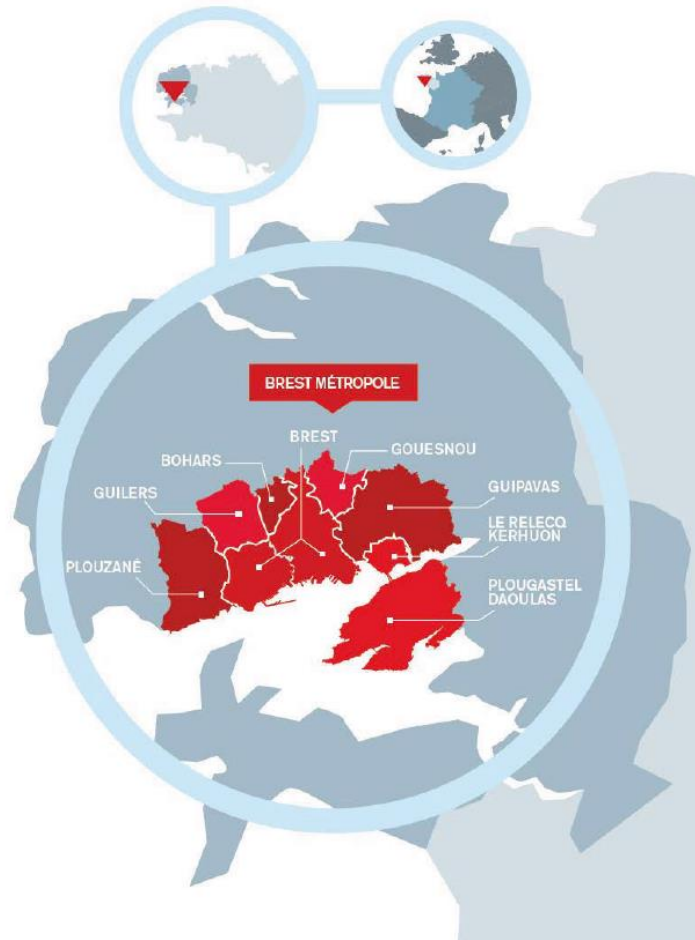 BREST MÉTROPOLE
BREST
BOHARS
GOUESNOU
GUILERS
GUIPAVAS
LE RELECQ
KERHUON
PLOUZANÉ
PLOUGASTEL
DAOULAS